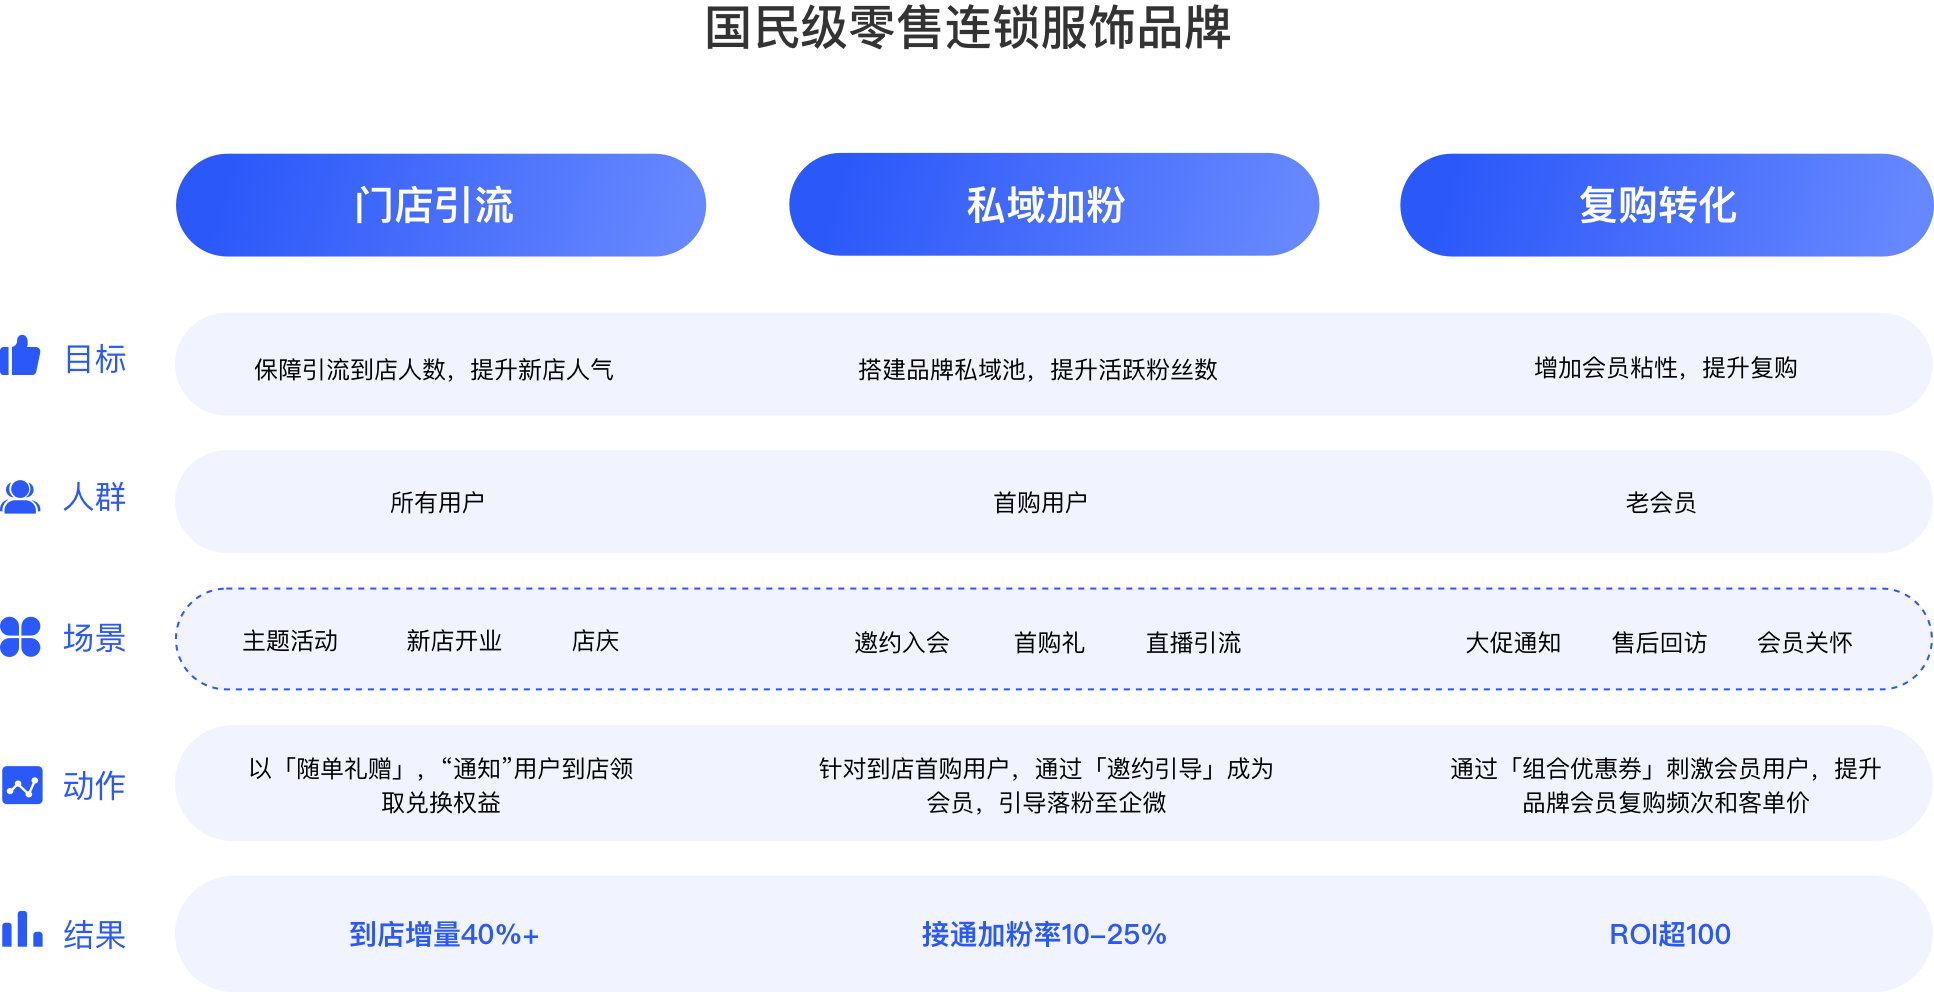 国民级零售连锁服饰品牌
门店引流 私域加粉 复购转化
目标 保障引流到店人数，提升新店人气 搭建品牌私域池，提升活跃粉丝数 增加会员粘性，提升复购
人群 所有用户 首购用户 老会员
场景 主题活动 新店开业 店庆 邀约入会 首购礼 直播引流 大促通知 售后回访 会员关怀
动作
以「随单礼赠」，“通知”用户到店领
取兑换权益
针对到店首购用户，通过「邀约引导」成为
会员，引导落粉至企微
通过「组合优惠券」刺激会员用户，提升
品牌会员复购频次和客单价
结果 到店增量40%+ 接通加粉率10-25% ROI超100